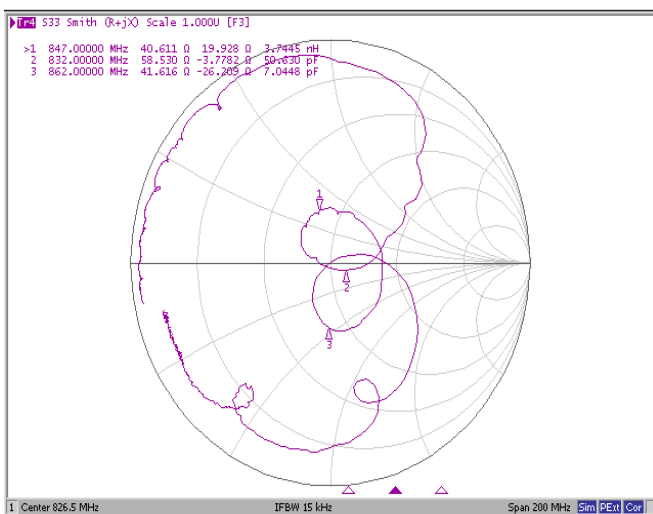 Tr4 S33 Smith (R+jX) Scale 1.000U [F3]
>1 847.00000 MHz 40.611 Ω 19.928 Ω 3.7445 nH
2 832.00000 MHz 58.530 Ω -3.7782 Ω 50.630 pF
3 862.00000 MHz 41.616 Ω -26.209 Ω 7.0448 pF
1
2
3
1 Center 826.5 MHz IFBW 15 kHz Span 200 MHz Sim PExt Cor